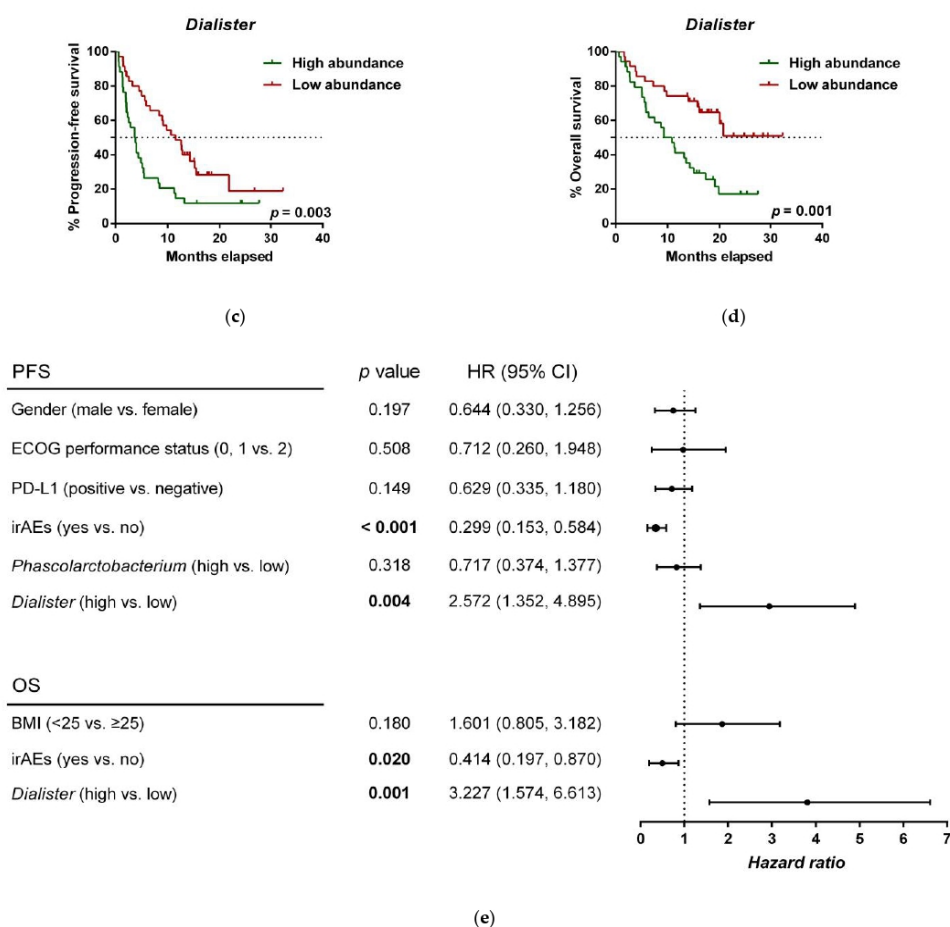 Dialister
% Progression-free survival
100
80
60
40
20
0
High abundance
Low abundance
p = 0.003
0 10 20 30 40
Months elapsed
(c)
Dialister
% Overall survival
100
80
60
40
20
0
High abundance
Low abundance
p = 0.001
0 10 20 30 40
Months elapsed
(d)
PFS p value HR (95% CI)
Gender (male vs. female) 0.197 0.644 (0.330, 1.256)
ECOG performance status (0, 1 vs. 2) 0.508 0.712 (0.260, 1.948)
PD-L1 (positive vs. negative) 0.149 0.629 (0.335, 1.180)
irAEs (yes vs. no) < 0.001 0.299 (0.153, 0.584)
Phascolarctobacterium (high vs. low) 0.318 0.717 (0.374, 1.377)
Dialister (high vs. low) 0.004 2.572 (1.352, 4.895)
OS
BMI (<25 vs. ≥25) 0.180 1.601 (0.805, 3.182)
irAEs (yes vs. no) 0.020 0.414 (0.197, 0.870)
Dialister (high vs. low) 0.001 3.227 (1.574, 6.613)
0 1 2 3 4 5 6 7
Hazard ratio
(e)